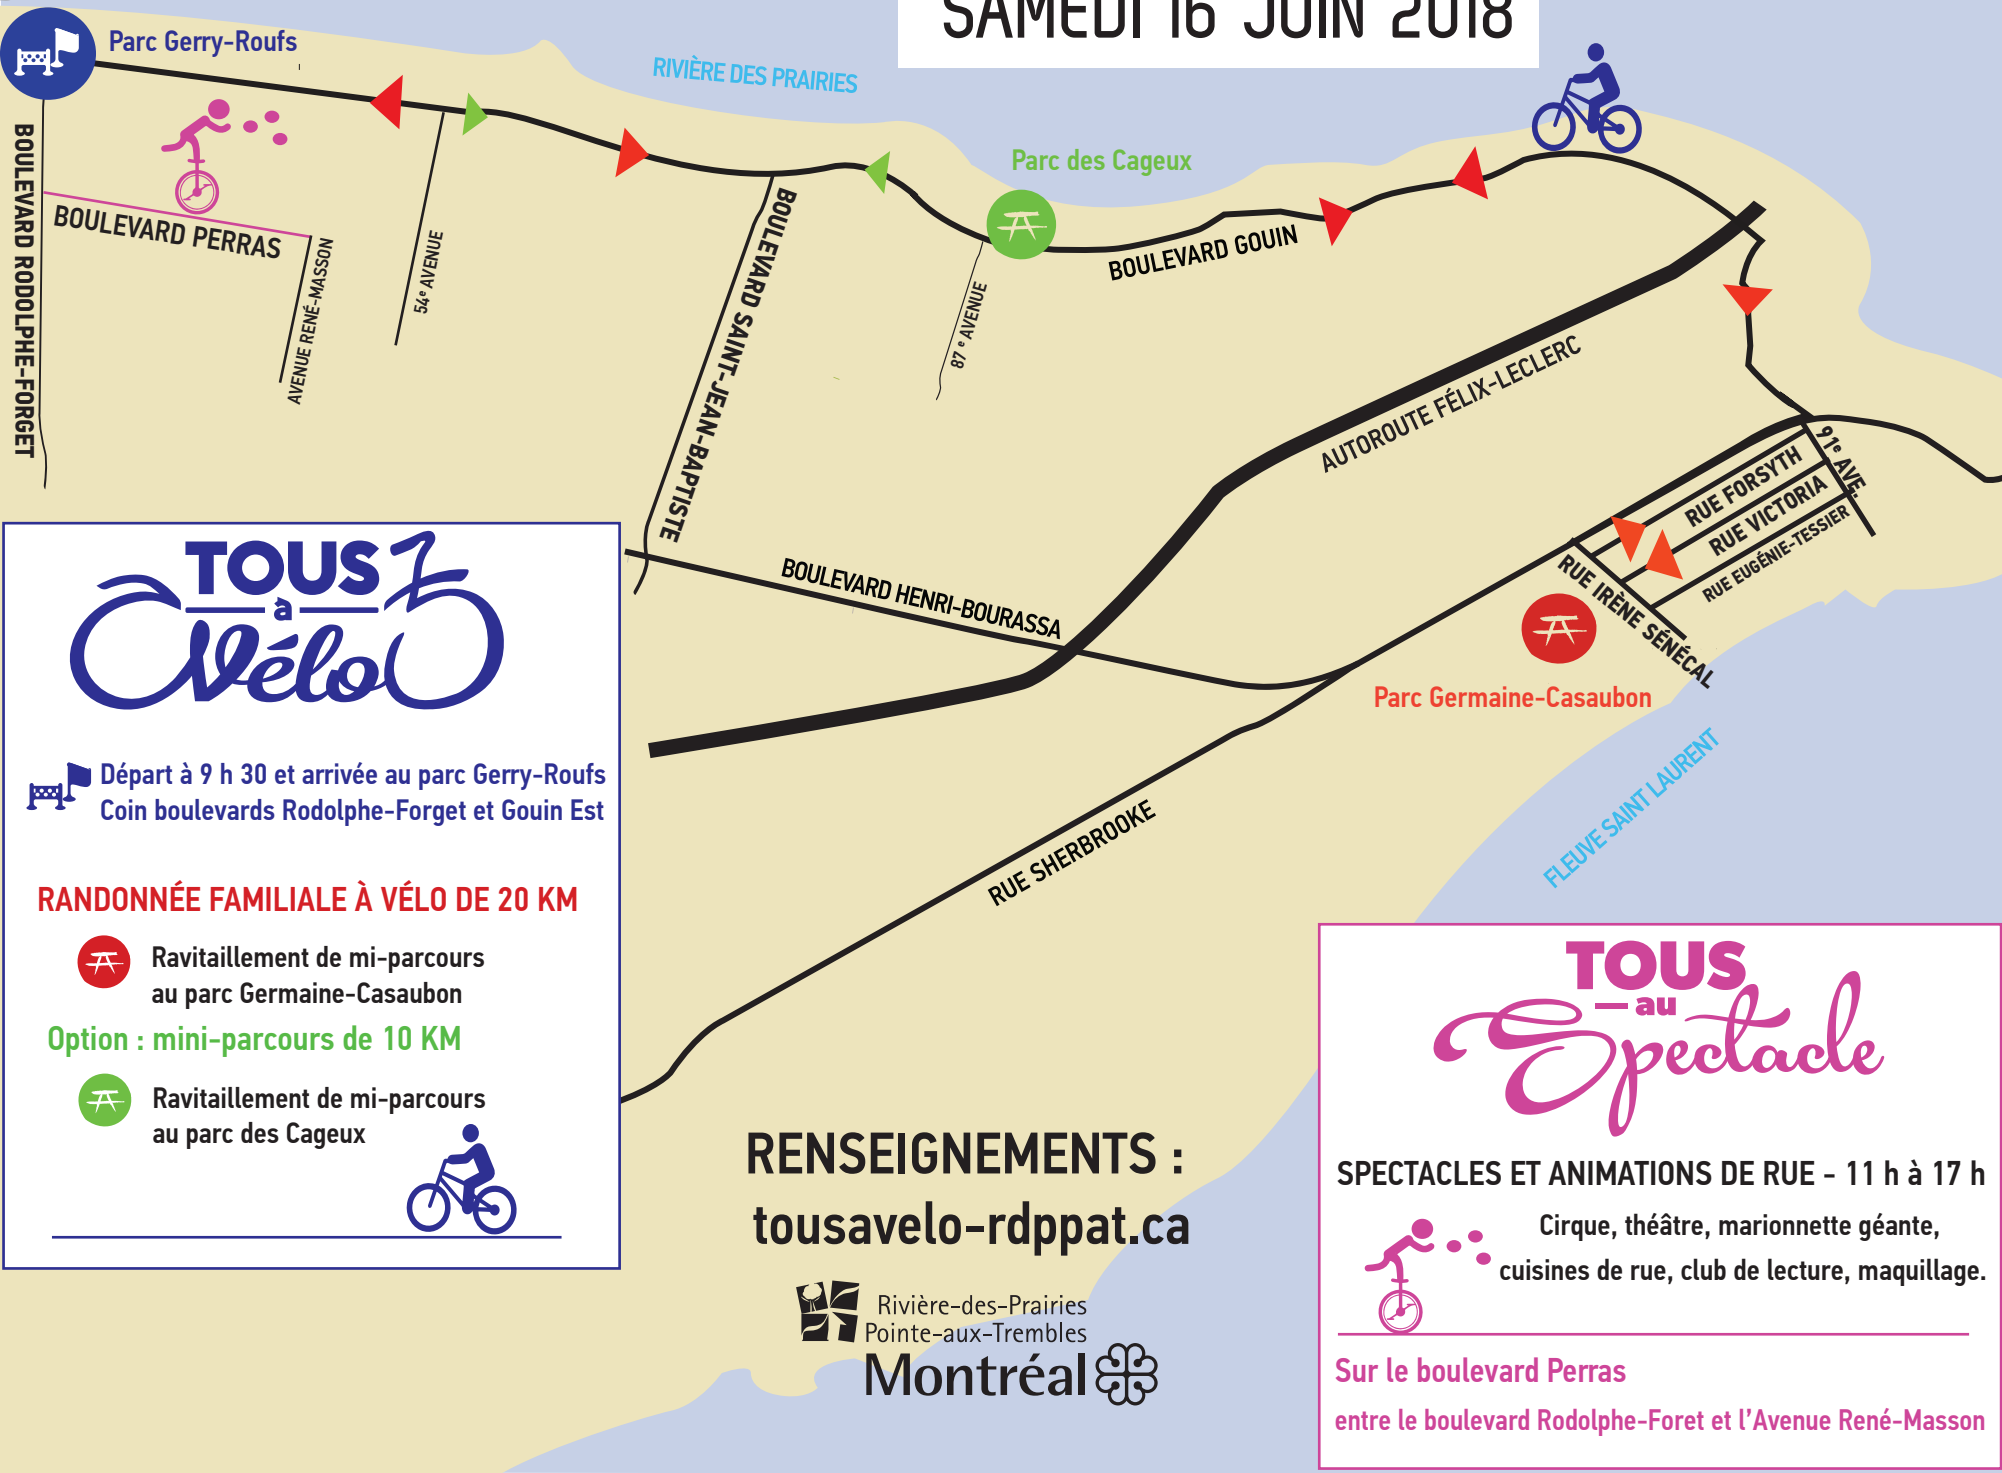 SAMEDI 16 JUIN 2018
Parc Gerry-Roufs
RIVIÈRE DES PRAIRIES
Parc des Cageux
BOULEVARD RODOLPHE-FORGET
BOULEVARD PERRAS
AVENUE RENÉ-MASSON
54e AVENUE
BOULEVARD SAINT-JEAN-BAPTISTE
87 e AVENUE
BOULEVARD GOUIN
AUTOROUTE FÉLIX-LECLERC
91e AVE.
RUE FORSYTH
RUE VICTORIA
RUE EUGÉNIE-TESSIER
RUE IRÈNE SÉNÉCAL
BOULEVARD HENRI-BOURASSA
Parc Germaine-Casaubon
RUE SHERBROOKE
FLEUVE SAINT LAURENT
TOUS
à
Vélo
Départ à 9 h 30 et arrivée au parc Gerry-Roufs
Coin boulevards Rodolphe-Forget et Gouin Est
RANDONNÉE FAMILIALE À VÉLO DE 20 KM
Ravitaillement de mi-parcours
au parc Germaine-Casaubon
Option : mini-parcours de 10 KM
Ravitaillement de mi-parcours
au parc des Cageux
RENSEIGNEMENTS :
tousavelo-rdppat.ca
Rivière-des-Prairies
Pointe-aux-Trembles
Montréal
TOUS
au
Spectacle
SPECTACLES ET ANIMATIONS DE RUE - 11 h à 17 h
Cirque, théâtre, marionnette géante,
cuisines de rue, club de lecture, maquillage.
Sur le boulevard Perras
entre le boulevard Rodolphe-Foret et l'Avenue René-Masson